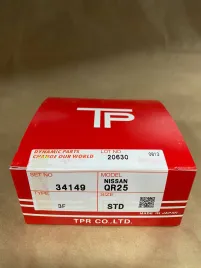 TP
DYNAMIC PARTS
CHANGE OUR WORLD
LOT NO
20630
0913
SET NO
34149
MODEL
NISSAN
QR25
TYPE
3F
SIZE
STD
MADE IN JAPAN
TPR CO.,LTD.